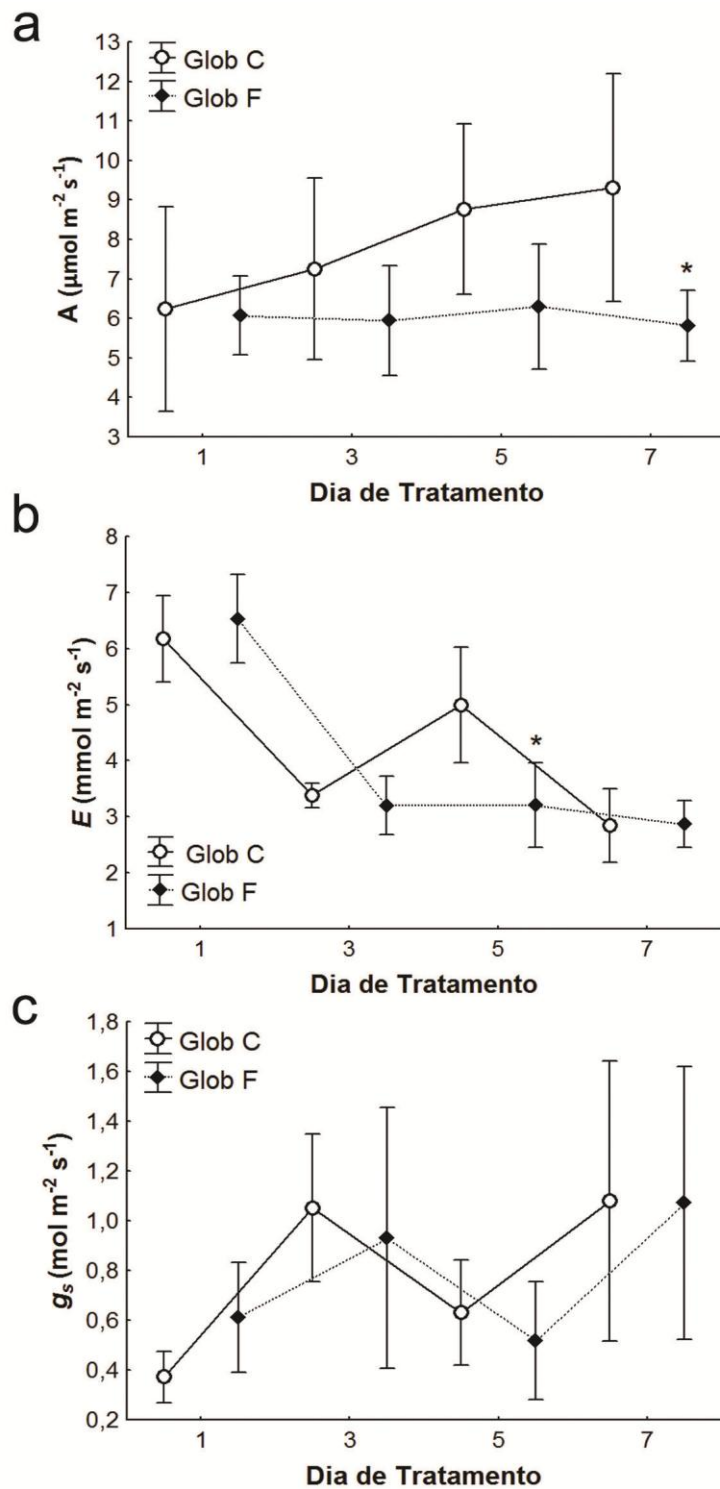 a
13
12
11
10
9
8
7
6
5
4
3
A (µmol m-2 s-1)
Glob C
Glob F
*
1 3 5 7
Dia de Tratamento
b
8
7
6
5
4
3
2
1
E (mmol m-2 s-1)
*
Glob C
Glob F
1 3 5 7
Dia de Tratamento
c
1,8
1,6
1,4
1,2
1,0
0,8
0,6
0,4
0,2
gs (mol m-2 s-1)
Glob C
Glob F
1 3 5 7
Dia de Tratamento